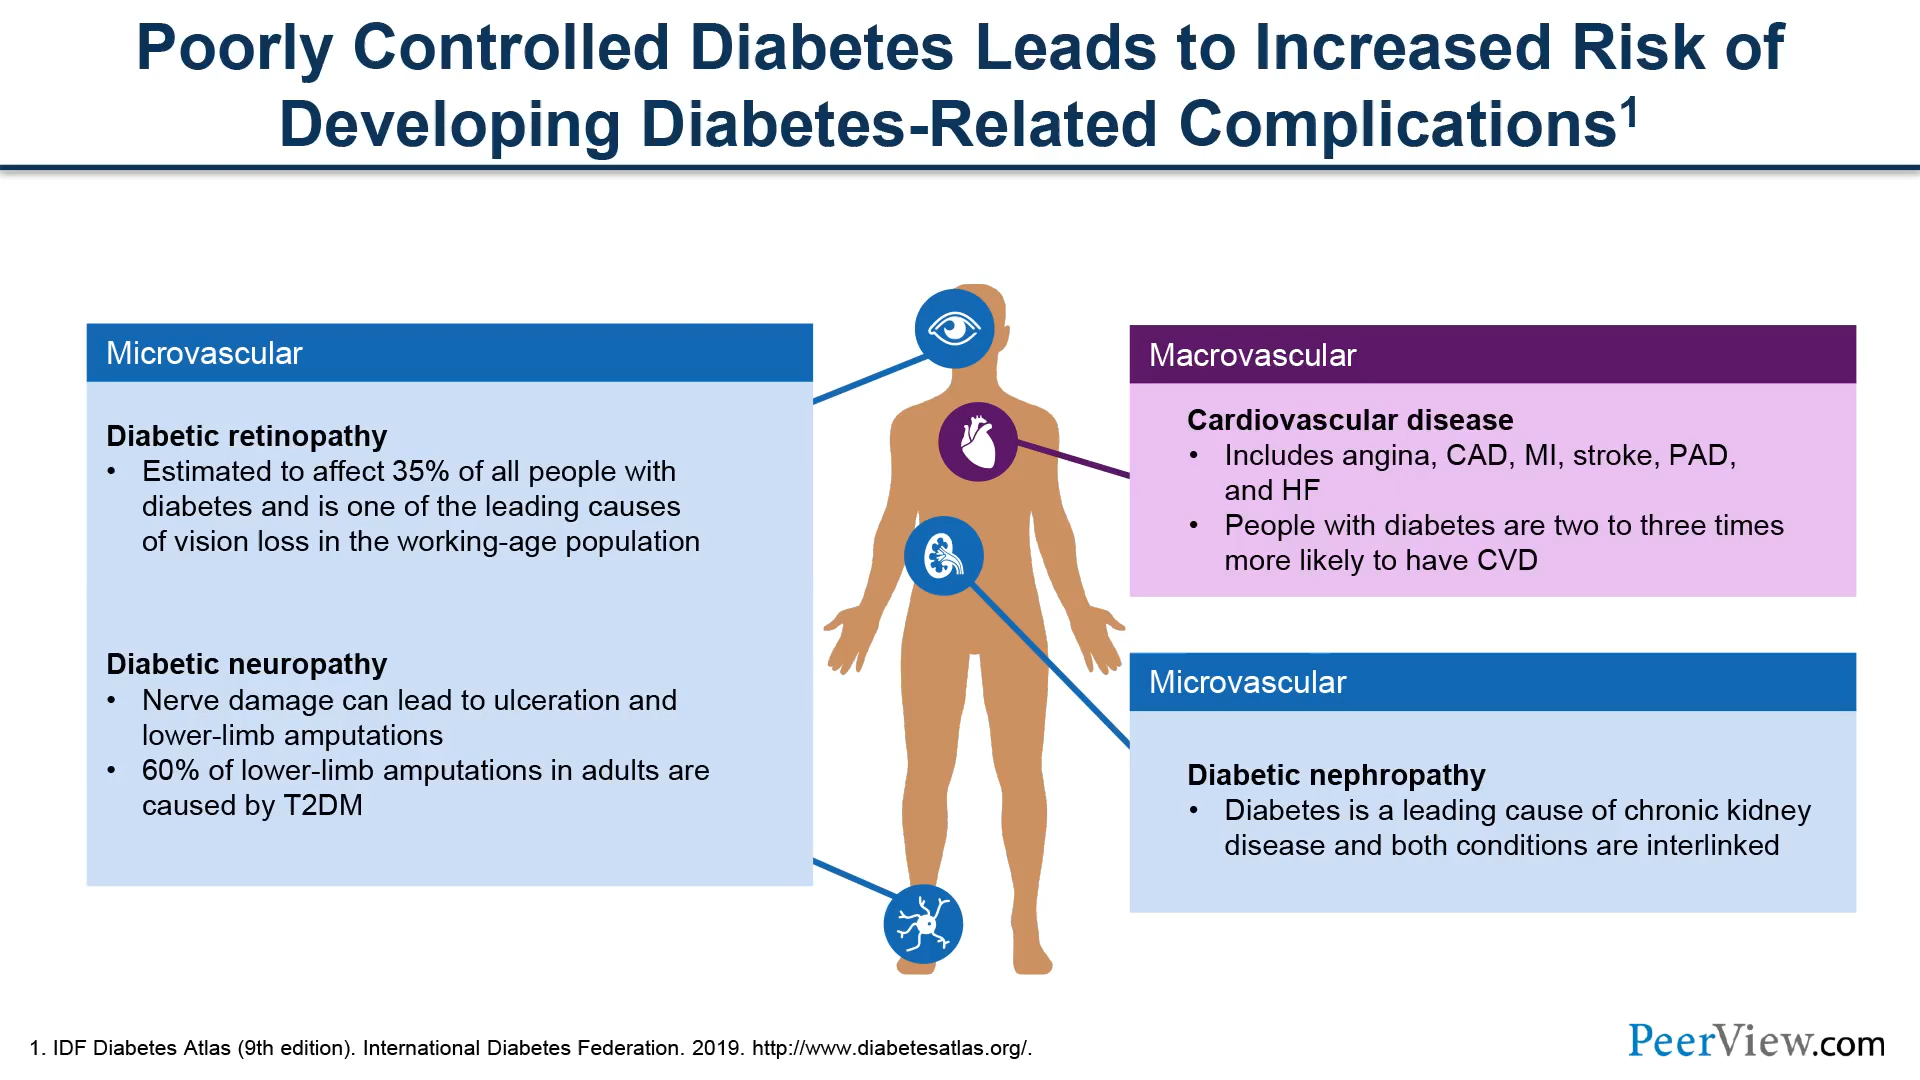 Poorly Controlled Diabetes Leads to Increased Risk of
Developing Diabetes-Related Complications¹
Microvascular
Diabetic retinopathy
• Estimated to affect 35% of all people with
diabetes and is one of the leading causes
of vision loss in the working-age population
Diabetic neuropathy
• Nerve damage can lead to ulceration and
lower-limb amputations
• 60% of lower-limb amputations in adults are
caused by T2DM
Macrovascular
Cardiovascular disease
• Includes angina, CAD, MI, stroke, PAD,
and HF
• People with diabetes are two to three times
more likely to have CVD
Microvascular
Diabetic nephropathy
• Diabetes is a leading cause of chronic kidney
disease and both conditions are interlinked
1. IDF Diabetes Atlas (9th edition). International Diabetes Federation. 2019. http://www.diabetesatlas.org/.
PeerView.com